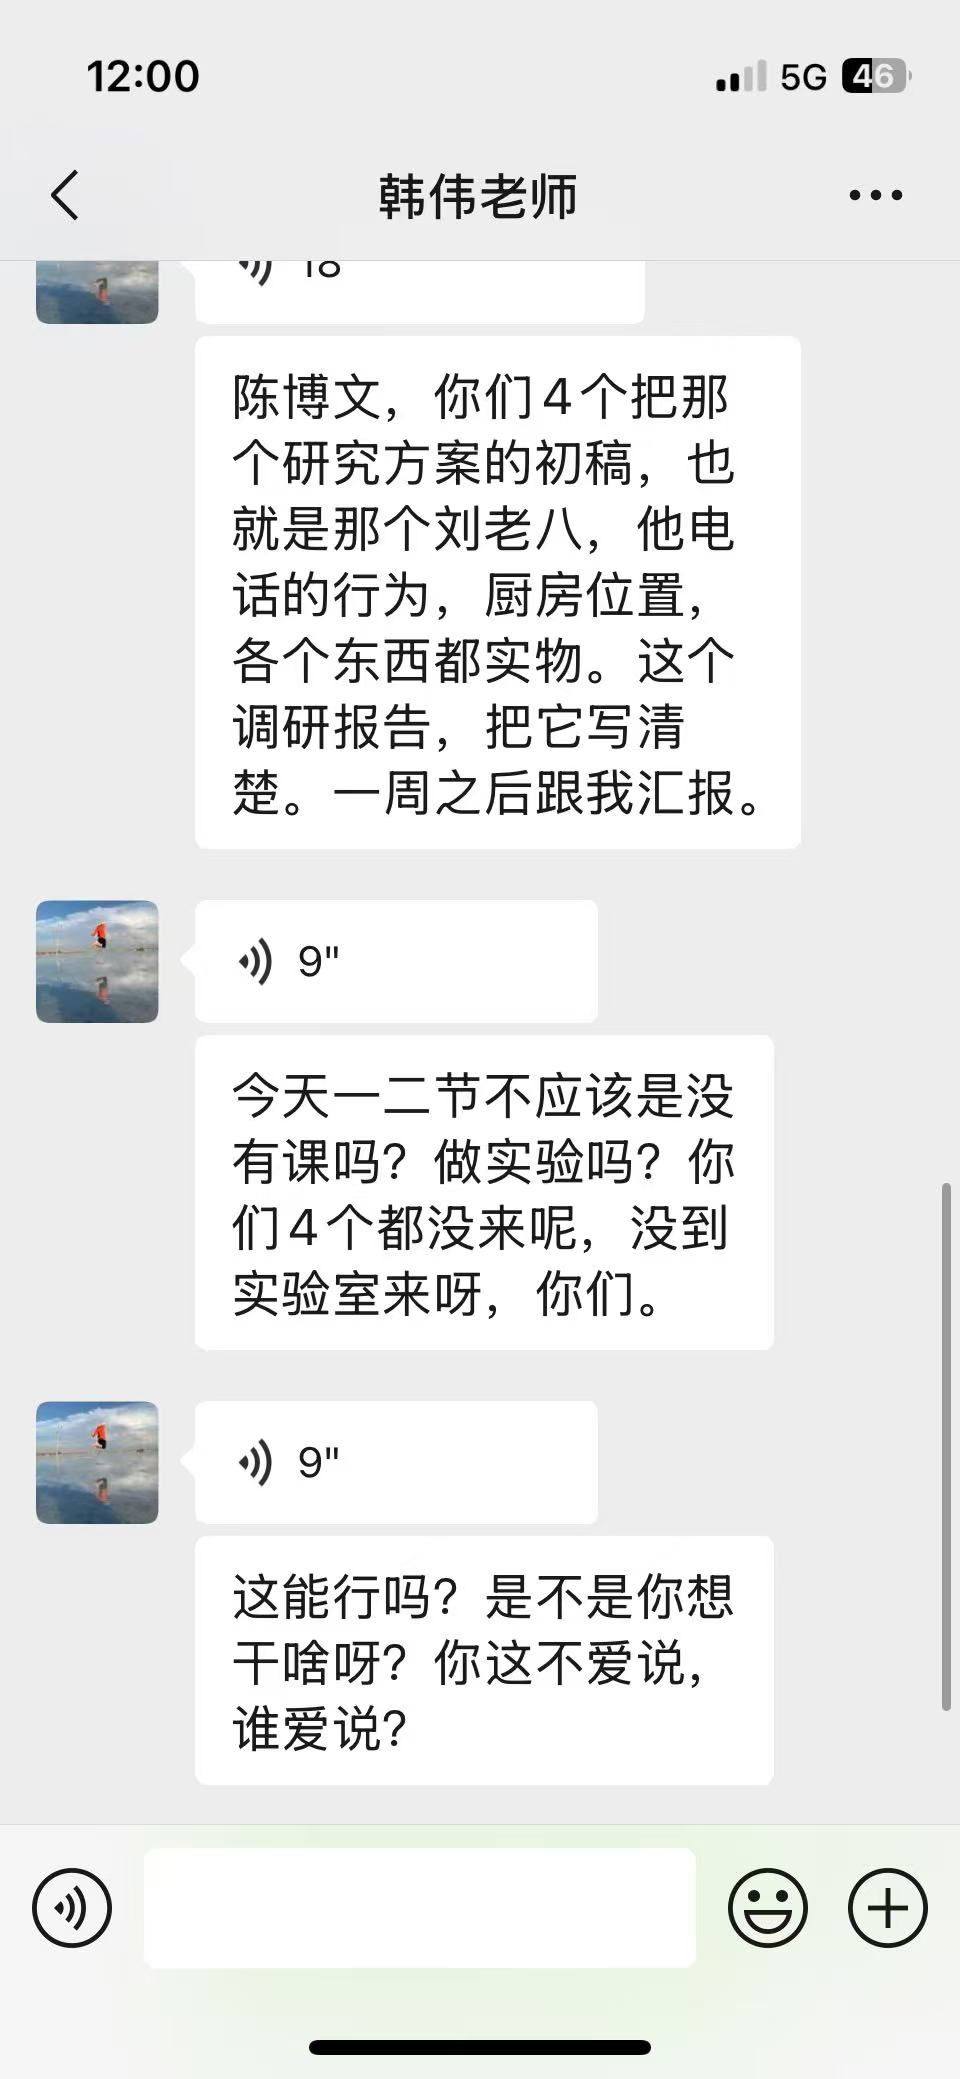 12:00
5G 46
韩伟老师
18
陈博文，你们4个把那
个研究方案的初稿，也
就是那个刘老八，他电
话的行为，厨房位置，
各个东西都实物。这个
调研报告，把它写清
楚。一周之后跟我汇报。
9"
今天一二节不应该是没
有课吗？做实验吗？你
们4个都没来呢，没到
实验室来呀，你们。
9"
这能行吗？是不是你想
干啥呀？你这不爱说，
谁爱说？